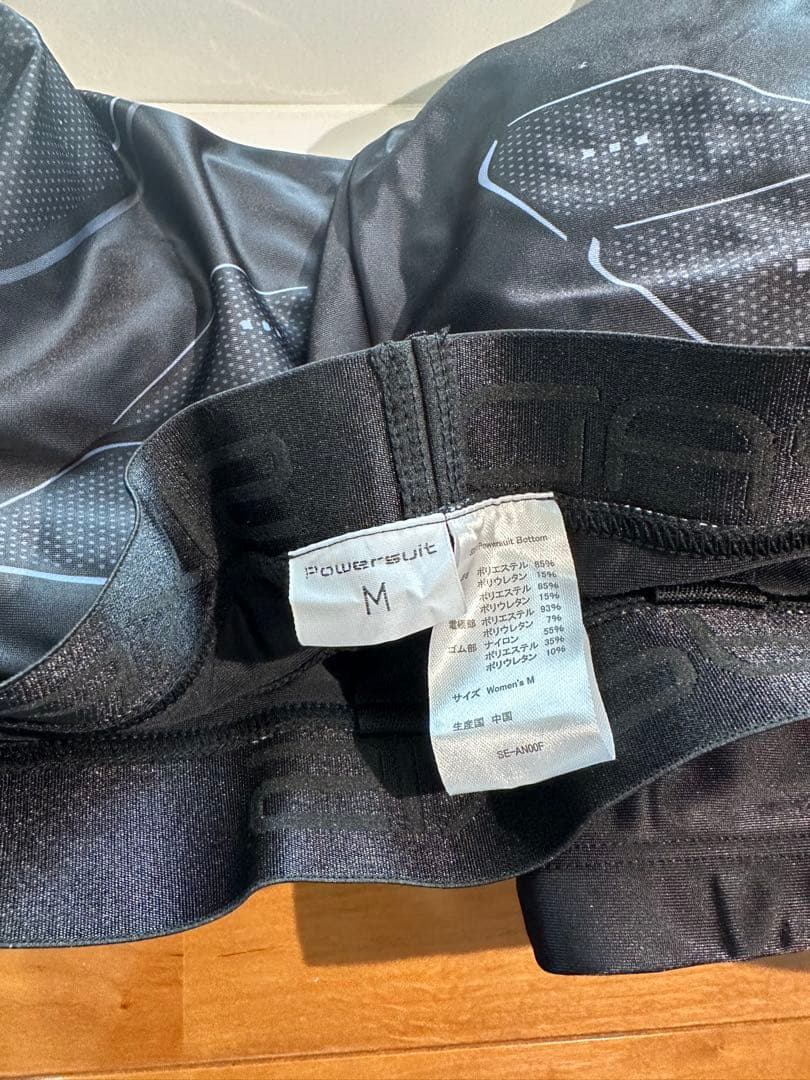 Powersuit
M
Powersuit Bottom
ポリエステル 85%
ポリウレタン 15%
ポリエステル 85%
ポリウレタン 15%
電極部 ポリエステル 93%
ポリウレタン 7%
ゴム部 ナイロン 55%
ポリエステル 35%
ポリウレタン 10%
サイズ Women's M
生産国 中国
SE-AN00F